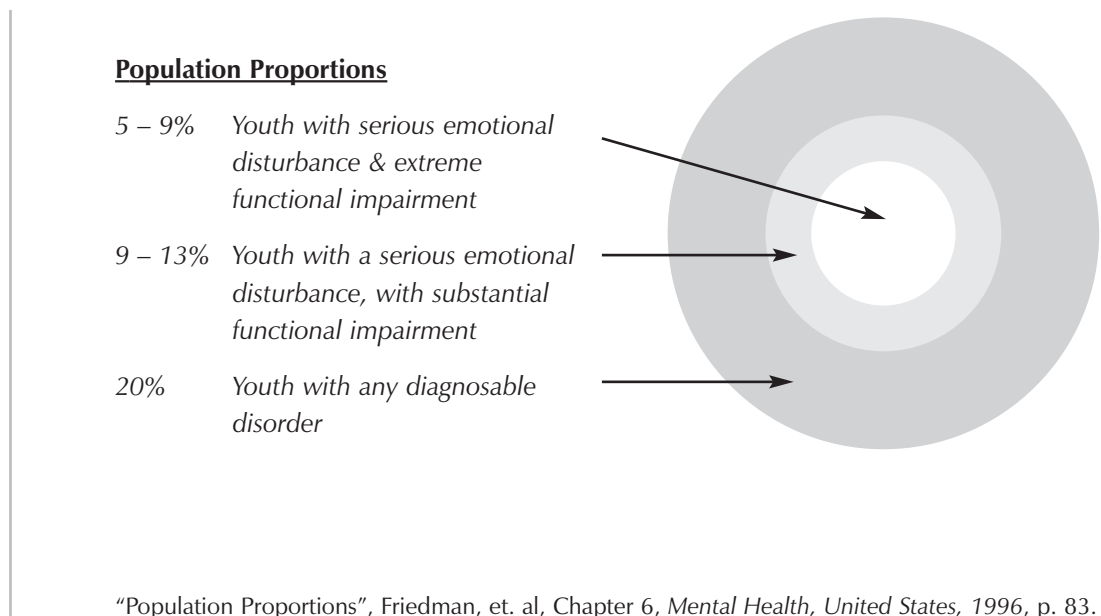 Population Proportions
5 – 9% Youth with serious emotional
disturbance & extreme
functional impairment
9 – 13% Youth with a serious emotional
disturbance, with substantial
functional impairment
20% Youth with any diagnosable
disorder
“Population Proportions”, Friedman, et. al, Chapter 6, Mental Health, United States, 1996, p. 83.